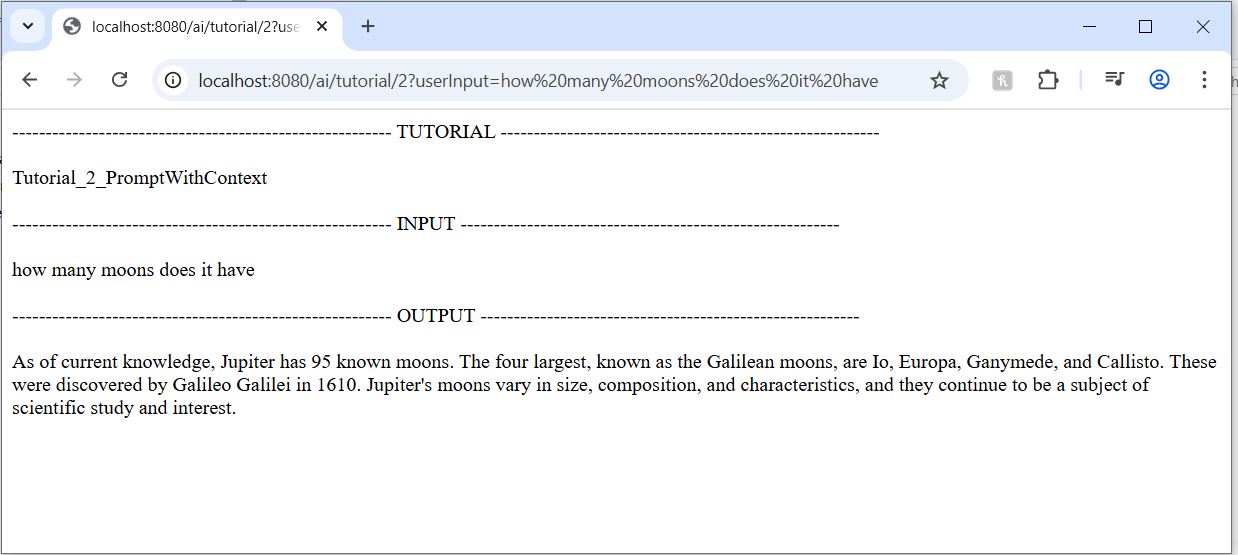 localhost:8080/ai/tutorial/2?use
localhost:8080/ai/tutorial/2?userInput=how%20many%20moons%20does%20it%20have
--------------------------------------------------------- TUTORIAL ---------------------------------------------------------
Tutorial_2_PromptWithContext
--------------------------------------------------------- INPUT ---------------------------------------------------------
how many moons does it have
--------------------------------------------------------- OUTPUT ---------------------------------------------------------
As of current knowledge, Jupiter has 95 known moons. The four largest, known as the Galilean moons, are Io, Europa, Ganymede, and Callisto. These
were discovered by Galileo Galilei in 1610. Jupiter's moons vary in size, composition, and characteristics, and they continue to be a subject of
scientific study and interest.